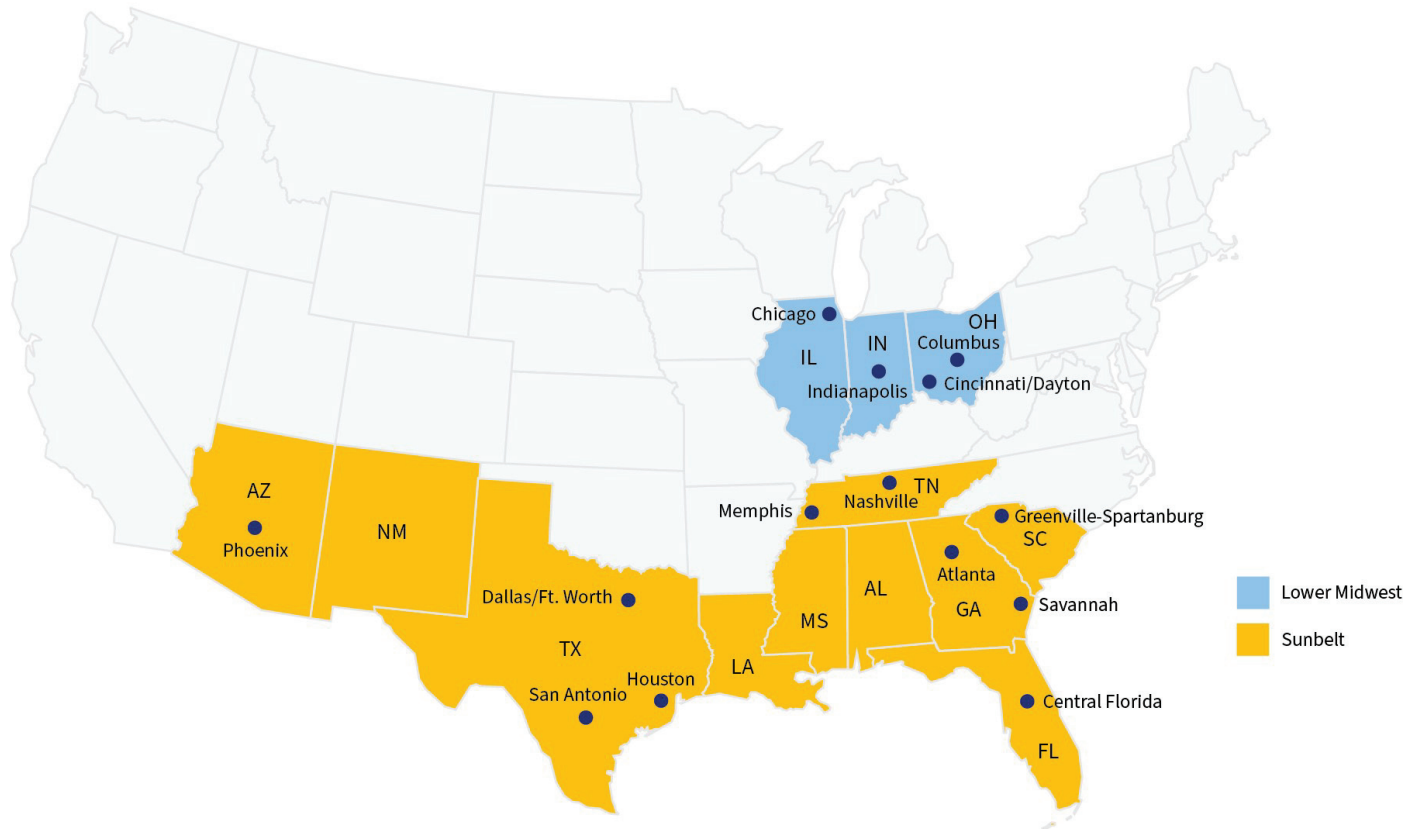 Chicago
OH
IN
Columbus
IL
Cincinnati/Dayton
Indianapolis
AZ
TN
Nashville
Memphis
Greenville-Spartanburg
NM
SC
Phoenix
Atlanta
AL
Dallas/Ft. Worth
Savannah
GA
MS
TX
LA
Houston
San Antonio
Central Florida
FL
Lower Midwest
Sunbelt